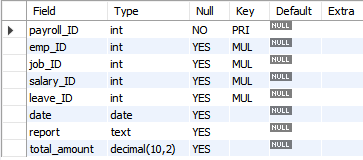 Field Type Null Key Default Extra
payroll_ID int NO PRI NULL
emp_ID int YES MUL NULL
job_ID int YES MUL NULL
salary_ID int YES MUL NULL
leave_ID int YES MUL NULL
date date YES NULL
report text YES NULL
total_amount decimal(10,2) YES NULL